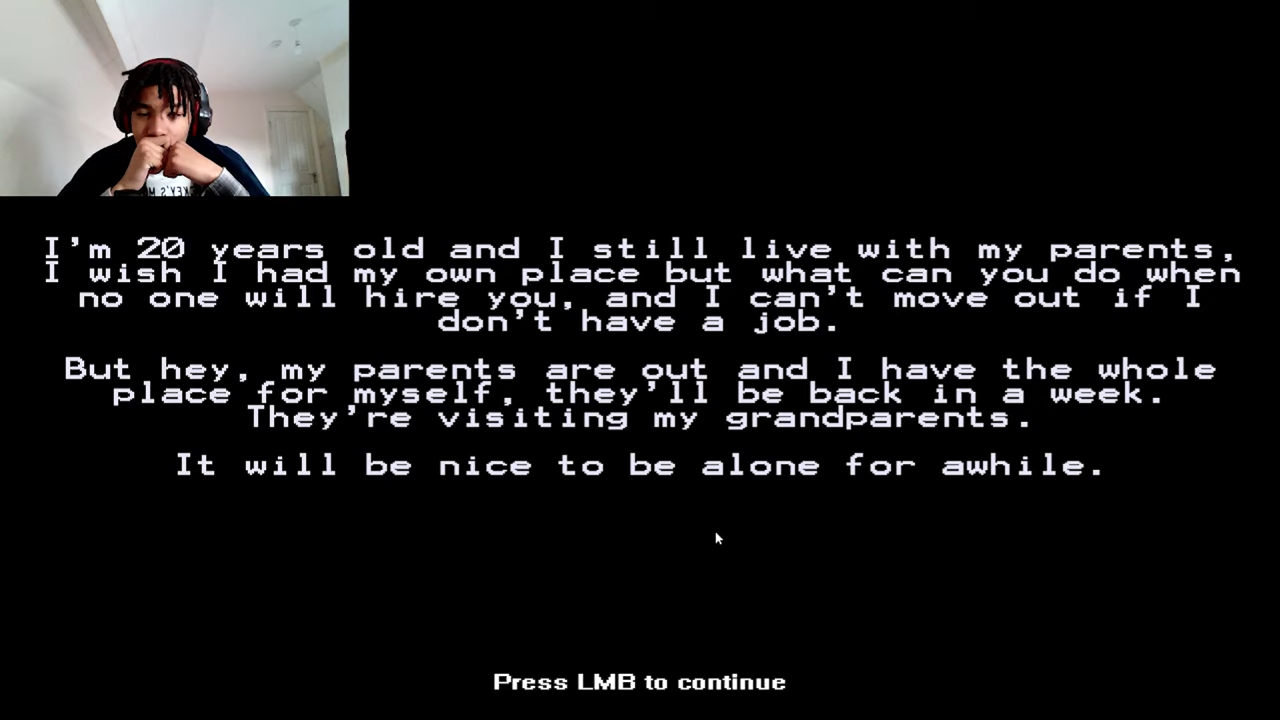 I'm 20 years old and I still live with my parents,
I wish I had my own place but what can you do when
no one will hire you, and I can't move out if I
don't have a job.
But hey, my parents are out and I have the whole
place for myself, they'll be back in a week.
They're visiting my grandparents.
It will be nice to be alone for awhile.
Press LMB to continue